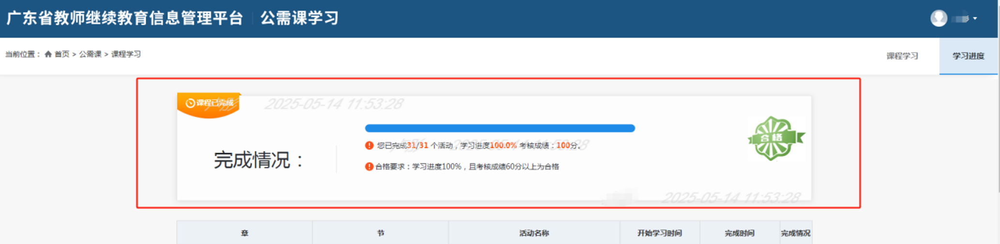 广东省教师继续教育信息管理平台 公需课学习
当前位置： 首页 > 公需课 > 课程学习
课程学习 学习进度
课程已完成
2025-05-14 11:53:28
您已完成31/31 个活动，学习进度100.0% 考核成绩：100分。
合格
完成情况：
合格要求：学习进度100%，且考核成绩60分以上为合格
2025-05-14 11:53:28
章 节 活动名称 开始学习时间 完成时间 完成情况